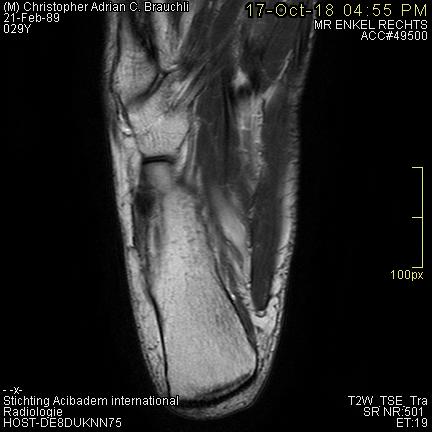 (M) Christopher Adrian C. Brauchli
21-Feb-89
029Y
17-Oct-18 04:55 PM
MR ENKEL RECHTS
ACC#49500
100px
--x-
Stichting Acibadem international
Radiologie
HOST-DE8DUKNN75
T2W_TSE_Tra
SR NR:501
ET:19